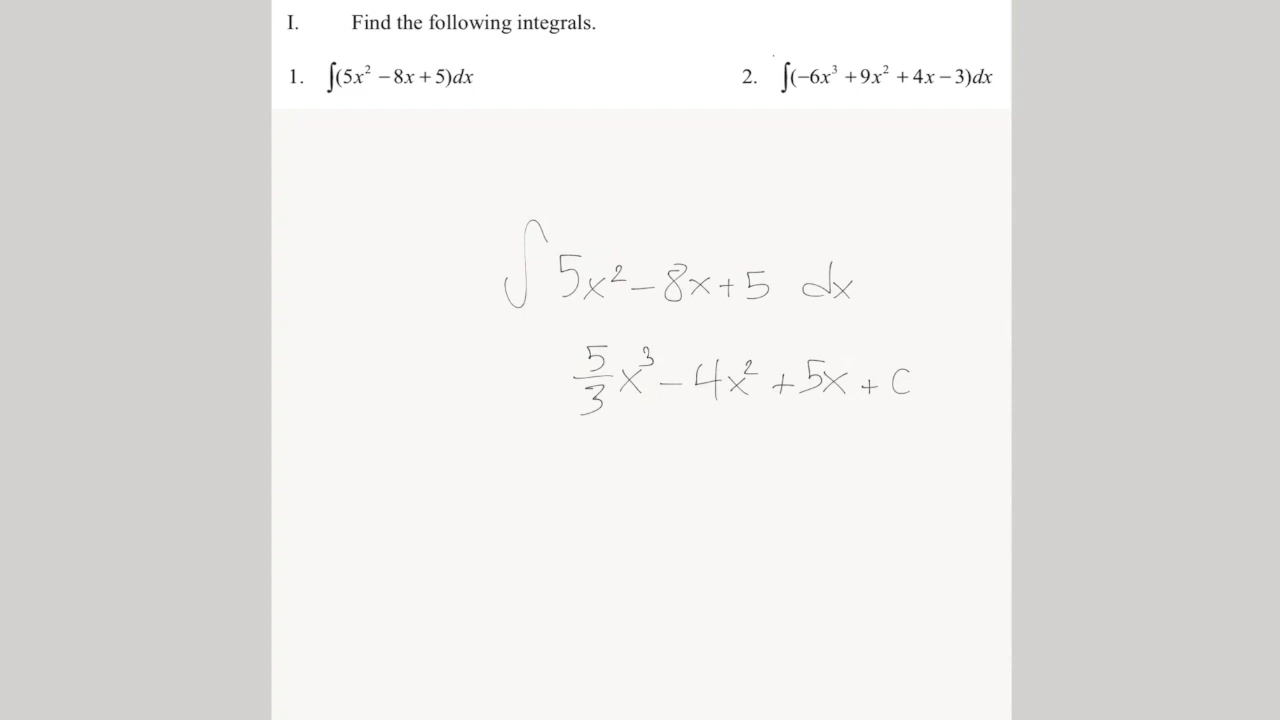 I. Find the following integrals.
1. ∫(5x² − 8x + 5)dx 2. ∫(−6x³ + 9x² + 4x − 3)dx
∫ 5x² − 8x + 5 dx
5/3 x³ − 4x² + 5x + C